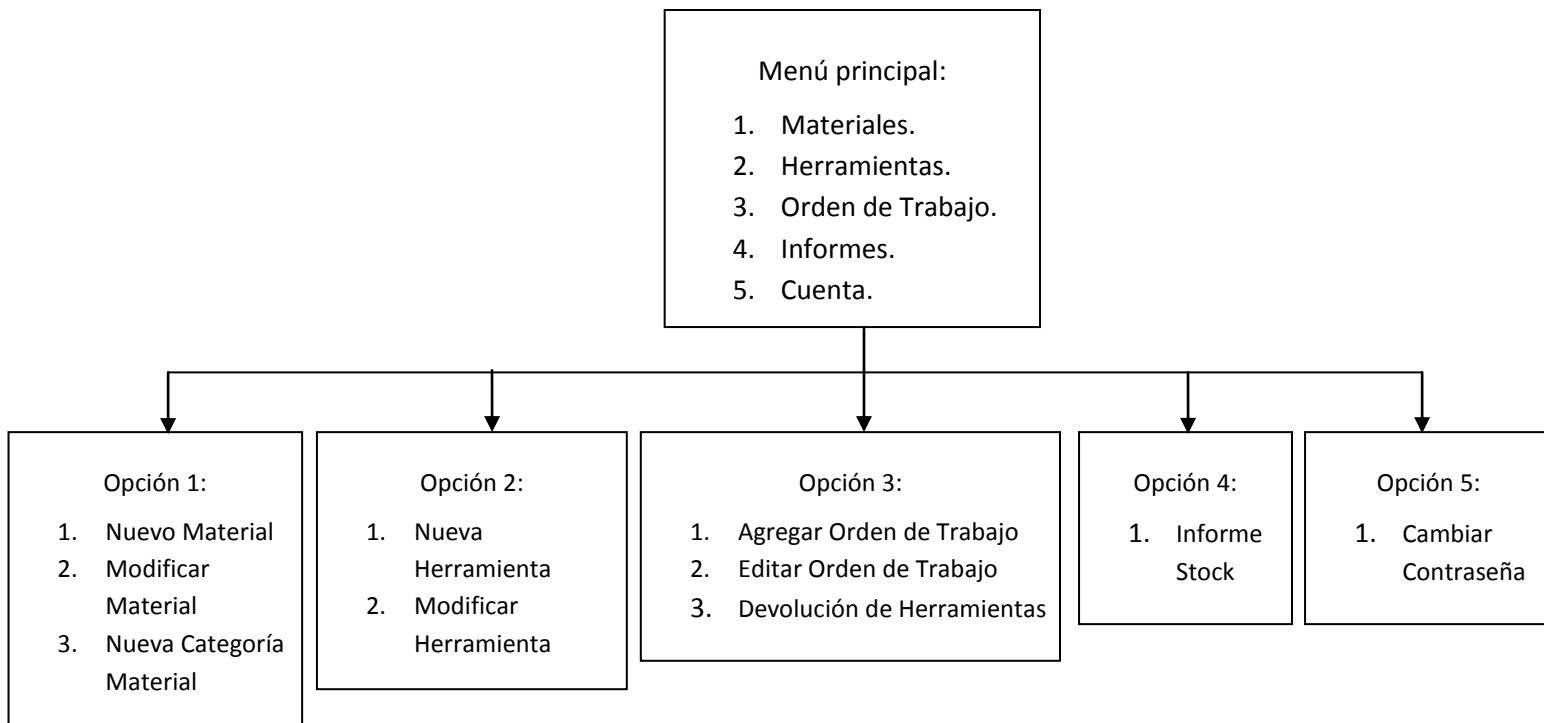 Menú principal:
1. Materiales.
2. Herramientas.
3. Orden de Trabajo.
4. Informes.
5. Cuenta.
Opción 1:
1. Nuevo Material
2. Modificar
Material
3. Nueva Categoría
Material
Opción 2:
1. Nueva
Herramienta
2. Modificar
Herramienta
Opción 3:
1. Agregar Orden de Trabajo
2. Editar Orden de Trabajo
3. Devolución de Herramientas
Opción 4:
1. Informe
Stock
Opción 5:
1. Cambiar
Contraseña